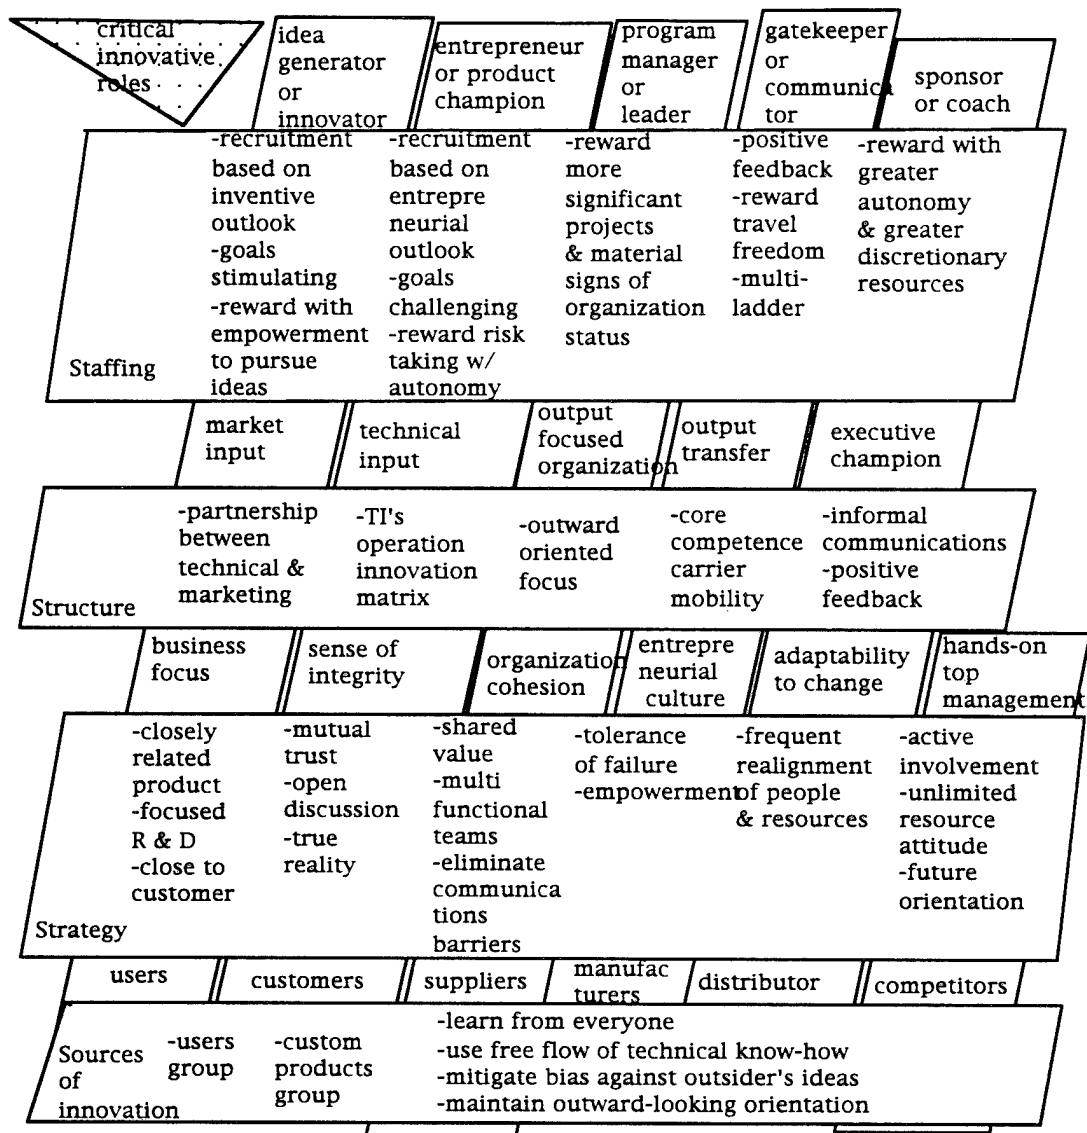 critical
innovative
roles
idea
generator
or
innovator
entrepreneur
or product
champion
program
manager
or
leader
gatekeeper
or
communica
tor
sponsor
or coach
Staffing
-recruitment
based on
inventive
outlook
-goals
stimulating
-reward with
empowerment
to pursue
ideas
-recruitment
based on
entrepre
neurial
outlook
-goals
challenging
-reward risk
taking w/
autonomy
-reward
more
significant
projects
& material
signs of
organization
status
-positive
feedback
-reward
travel
freedom
-multi-
ladder
-reward with
greater
autonomy
& greater
discretionary
resources
market
input
technical
input
output
focused
organization
output
transfer
executive
champion
Structure
-partnership
between
technical &
marketing
-TI's
operation
innovation
matrix
-outward
oriented
focus
-core
competence
carrier
mobility
-informal
communications
-positive
feedback
business
focus
sense of
integrity
organization
cohesion
entrepre
neurial
culture
adaptability
to change
hands-on
top
management
Strategy
-closely
related
product
-focused
R & D
-close to
customer
-mutual
trust
-open
discussion
-true
reality
-shared
value
-multi
functional
teams
-eliminate
communica
tions
barriers
-tolerance
of failure
-empowerment
-frequent
realignment
of people
& resources
-active
involvement
-unlimited
resource
attitude
-future
orientation
users
customers
suppliers
manufac
turers
distributor
competitors
Sources
of
innovation
-users
group
-custom
products
group
-learn from everyone
-use free flow of technical know-how
-mitigate bias against outsider's ideas
-maintain outward-looking orientation